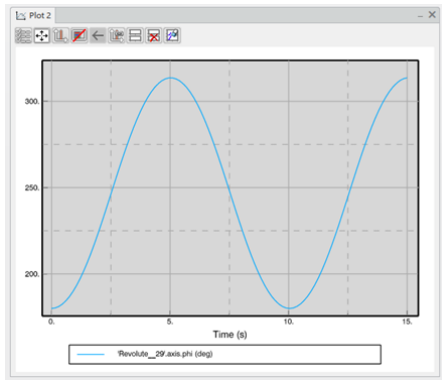 Plot 2
300.
250.
200.
0. 5. 10. 15.
Time (s)
'Revolute__29'.axis.phi (deg)